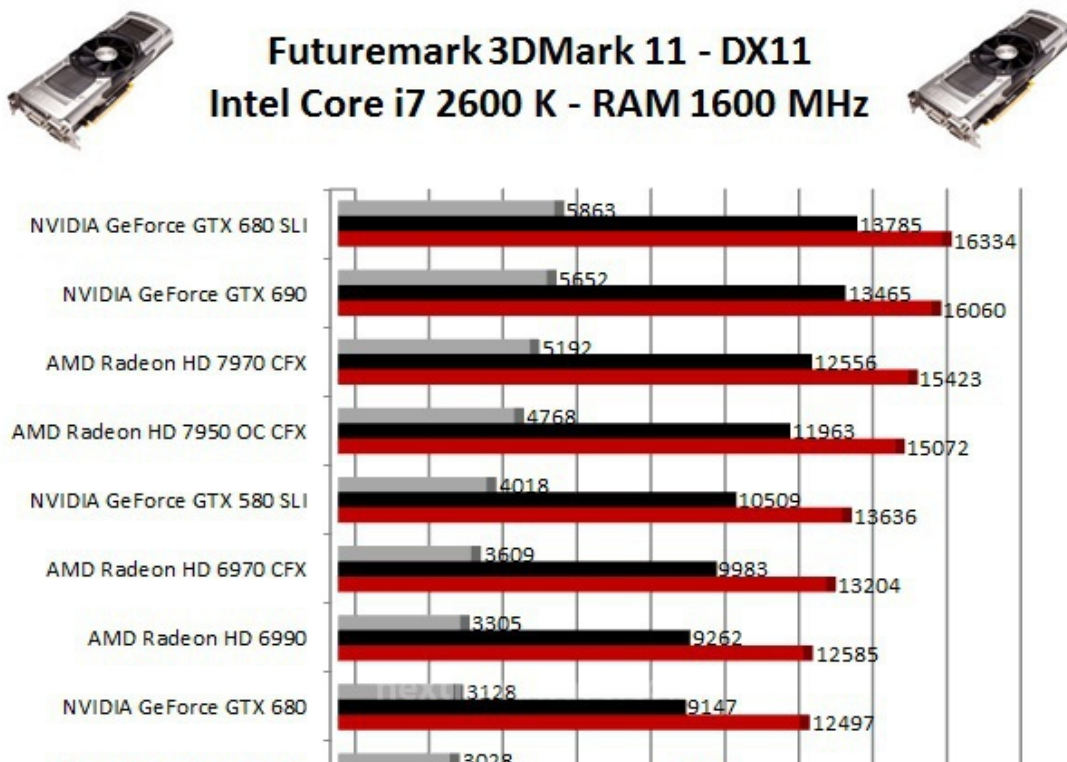 Futuremark 3DMark 11 - DX11
Intel Core i7 2600 K - RAM 1600 MHz
NVIDIA GeForce GTX 680 SLI 5863 13785 16334
NVIDIA GeForce GTX 690 5652 13465 16060
AMD Radeon HD 7970 CFX 5192 12556 15423
AMD Radeon HD 7950 OC CFX 4768 11963 15072
NVIDIA GeForce GTX 580 SLI 4018 10509 13636
AMD Radeon HD 6970 CFX 3609 9983 13204
AMD Radeon HD 6990 3305 9262 12585
next
NVIDIA GeForce GTX 680 3128 9147 12497
3028